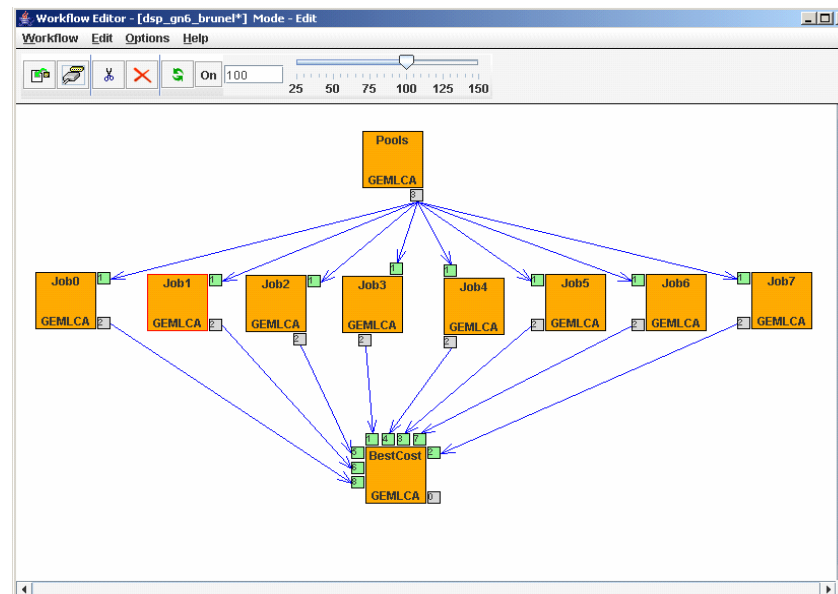 Workflow Editor - [dsp_gn6_brunel*] Mode - Edit
Workflow Edit Options Help
On 100
25 50 75 100 125 150
Pools
GEMLCA
3
1 1 1 1 1 1 1 1
Job0 Job1 Job2 Job3 Job4 Job5 Job6 Job7
GEMLCA GEMLCA GEMLCA GEMLCA GEMLCA GEMLCA GEMLCA GEMLCA
2 2 2 2 2 2 2 2
1 4 3 7
5 BestCost 2
6
8 GEMLCA 0